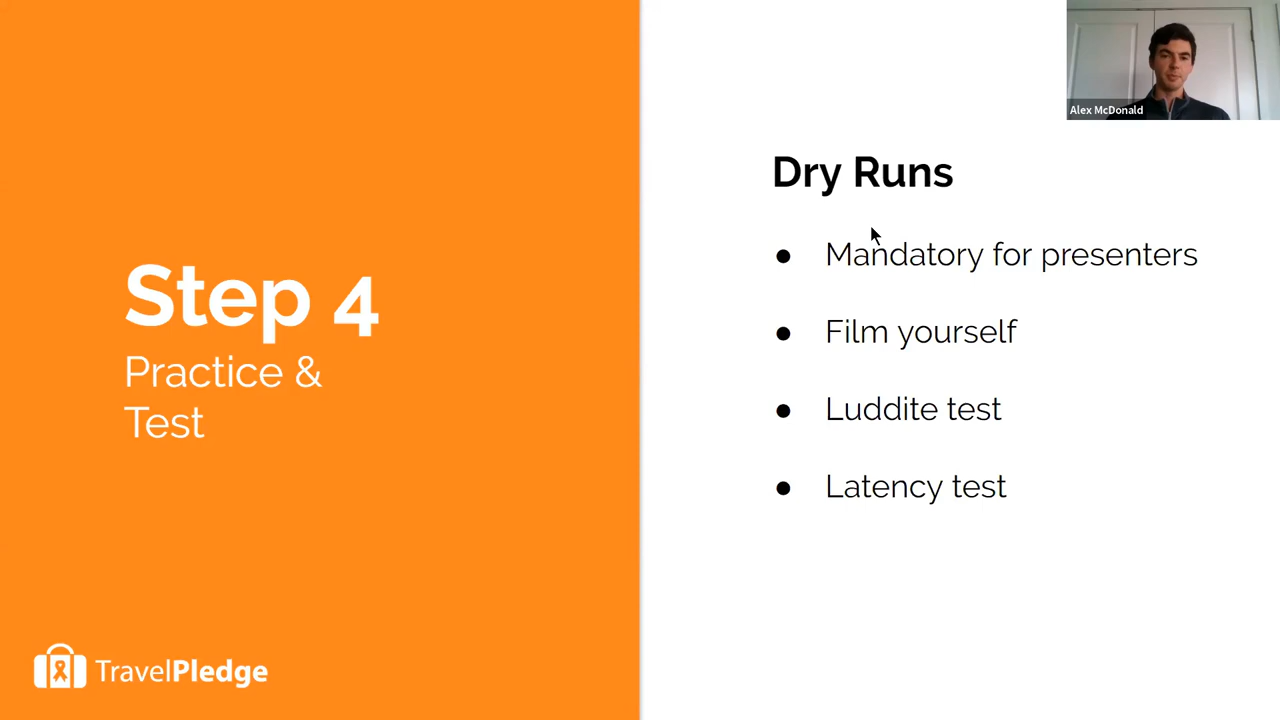 Step 4
Practice &
Test
TravelPledge
Alex McDonald
Dry Runs
● Mandatory for presenters
● Film yourself
● Luddite test
● Latency test